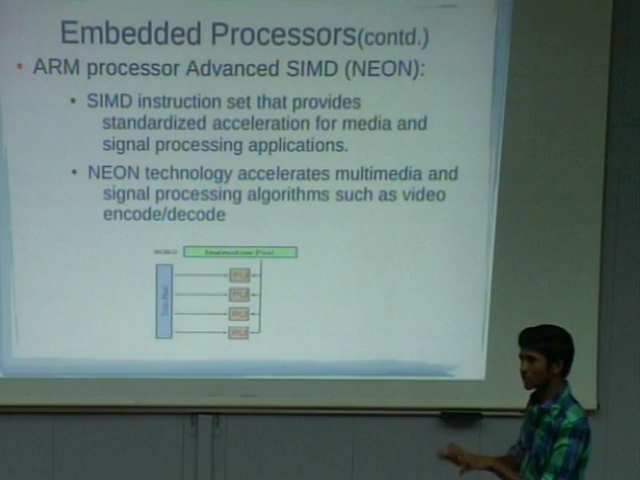 Embedded Processors(contd.)
• ARM processor Advanced SIMD (NEON):
• SIMD instruction set that provides
standardized acceleration for media and
signal processing applications.
• NEON technology accelerates multimedia and
signal processing algorithms such as video
encode/decode
Instruction Pool